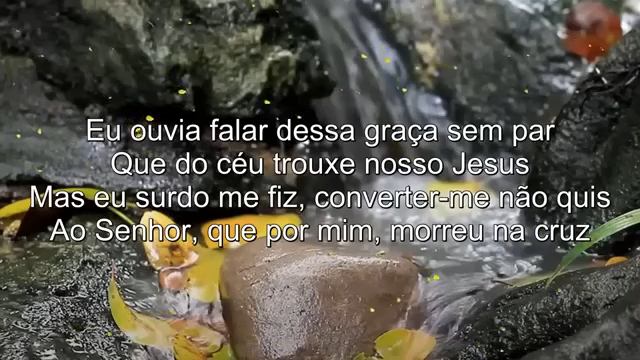 Eu ouvia falar dessa graça sem par
Que do céu trouxe nosso Jesus
Mas eu surdo me fiz, converter-me não quis
Ao Senhor, que por mim, morreu na cruz